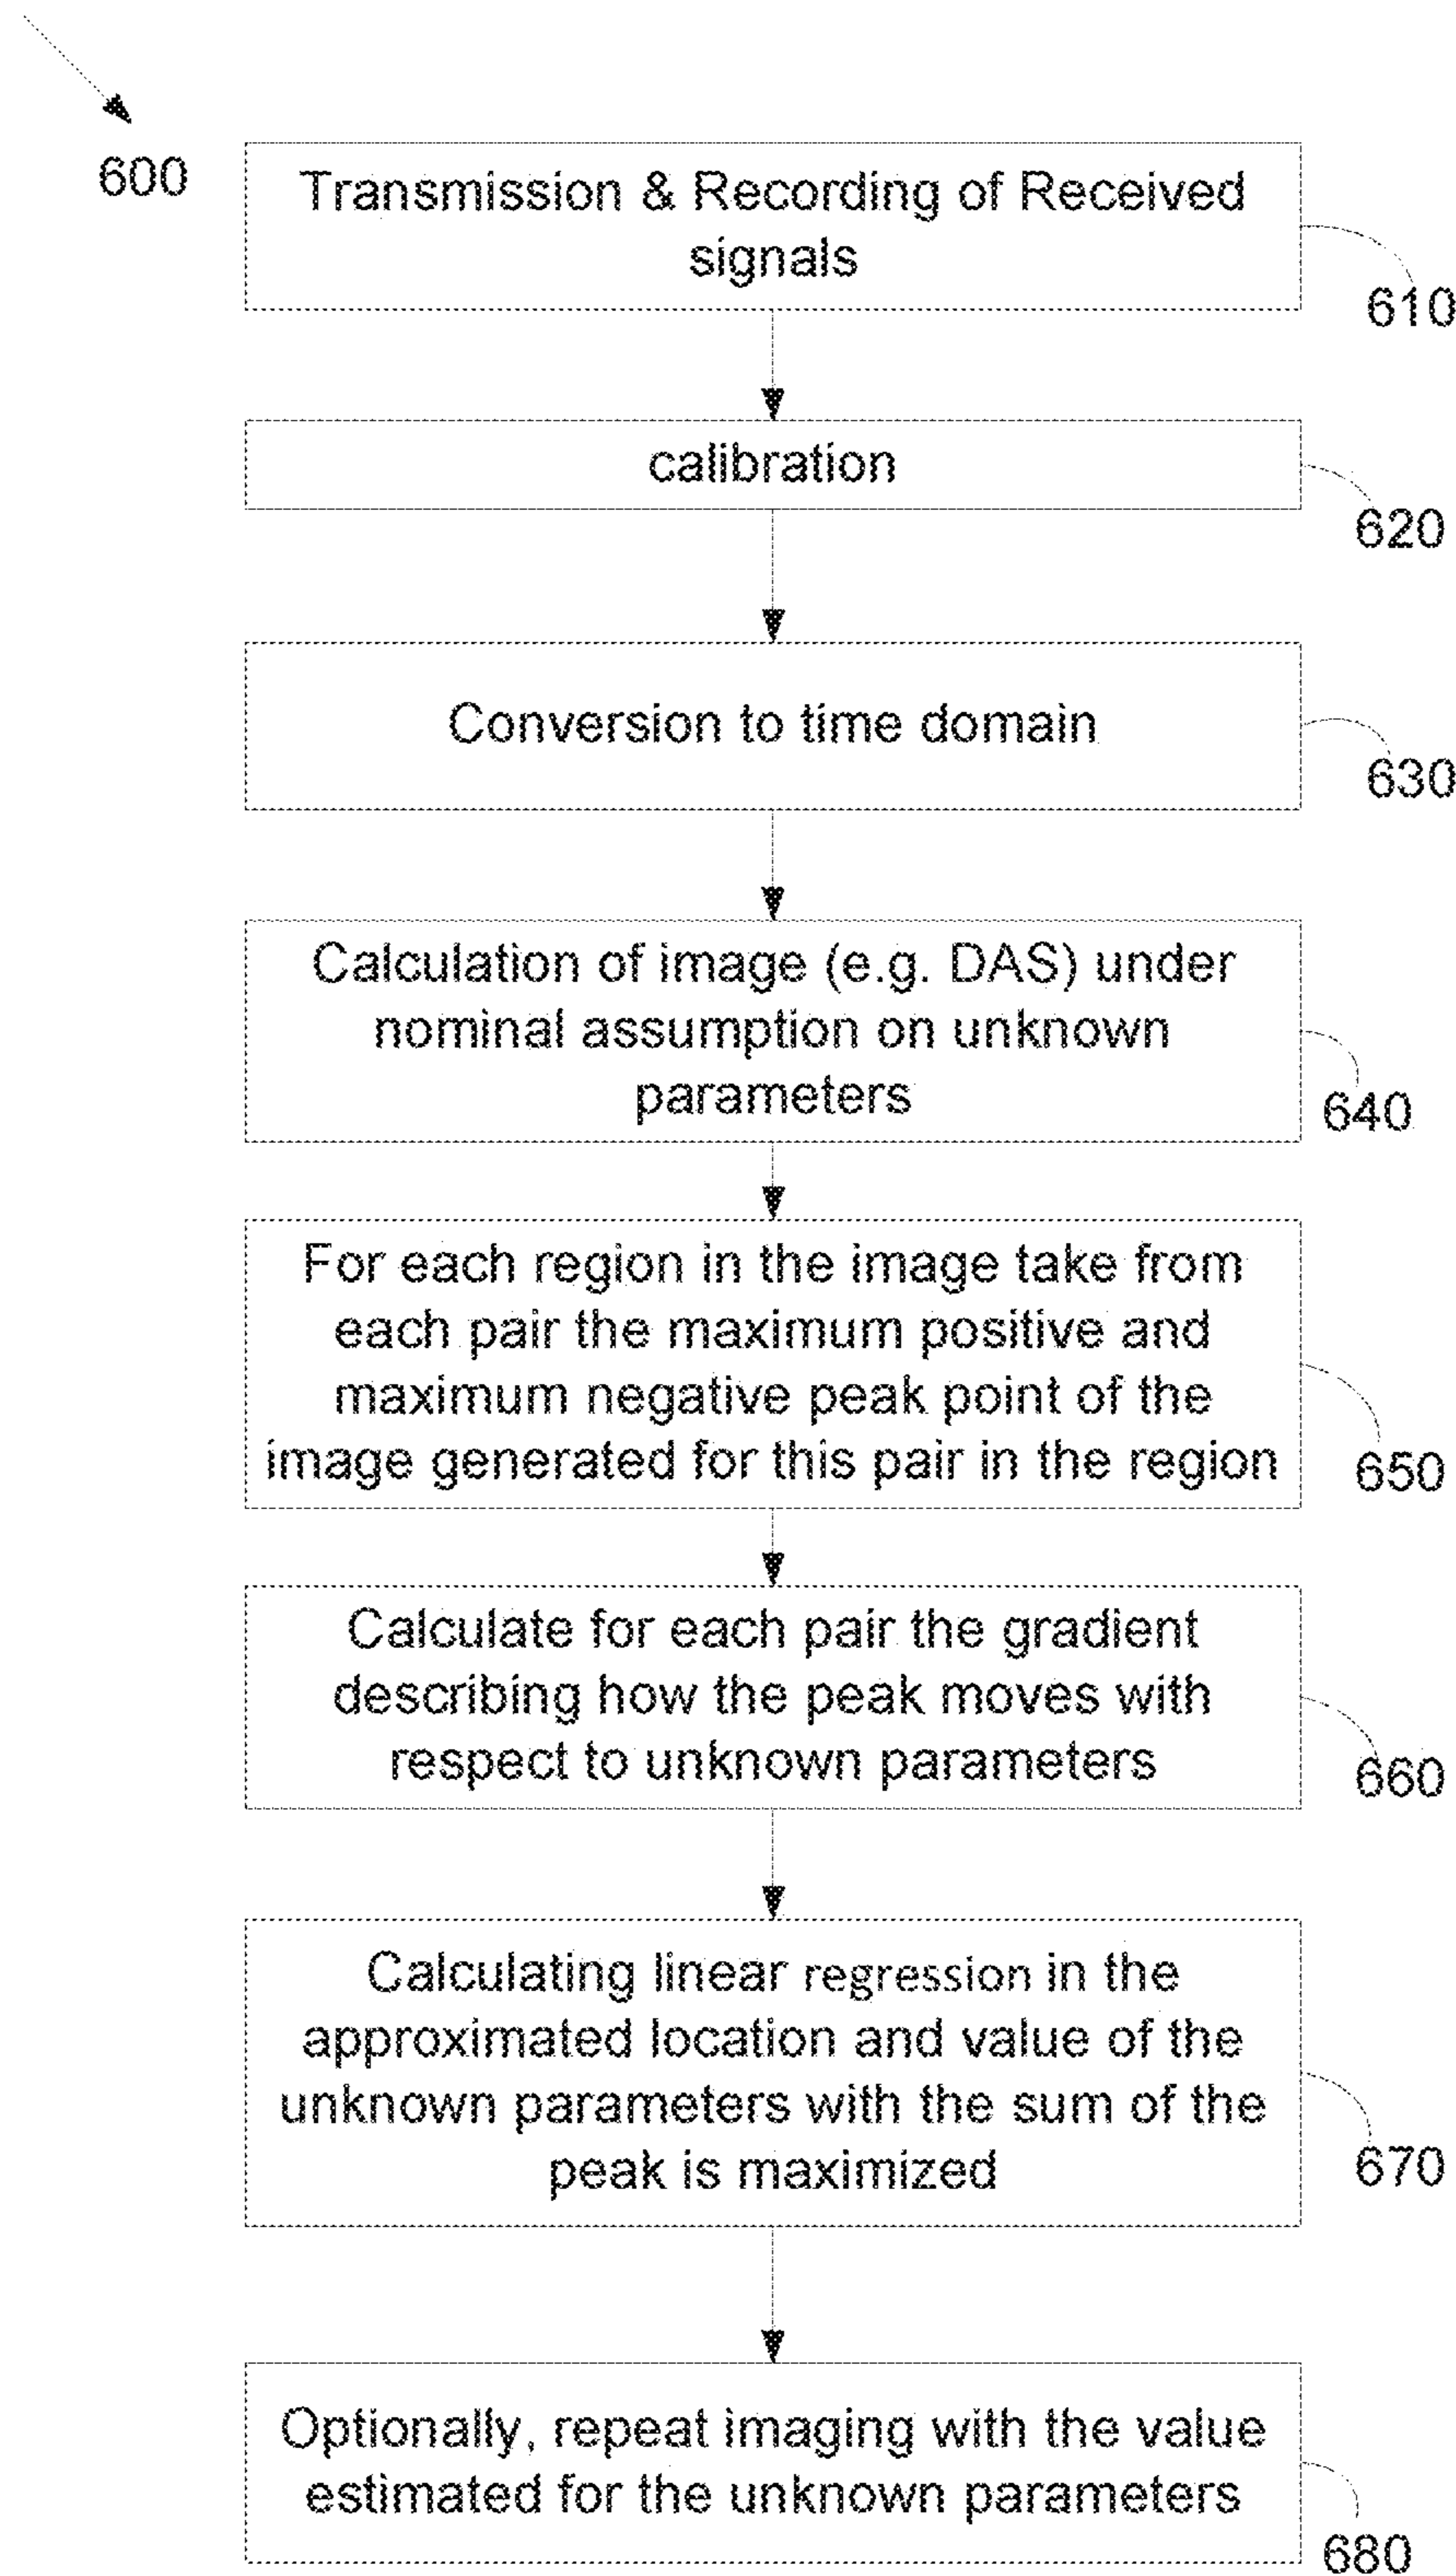 600
Transmission & Recording of Received
signals
610
calibration
620
Conversion to time domain
630
Calculation of image (e.g. DAS) under
nominal assumption on unknown
parameters
640
For each region in the image take from
each pair the maximum positive and
maximum negative peak point of the
image generated for this pair in the region
650
Calculate for each pair the gradient
describing how the peak moves with
respect to unknown parameters
660
Calculating linear regression in the
approximated location and value of the
unknown parameters with the sum of the
peak is maximized
670
Optionally, repeat imaging with the value
estimated for the unknown parameters
680